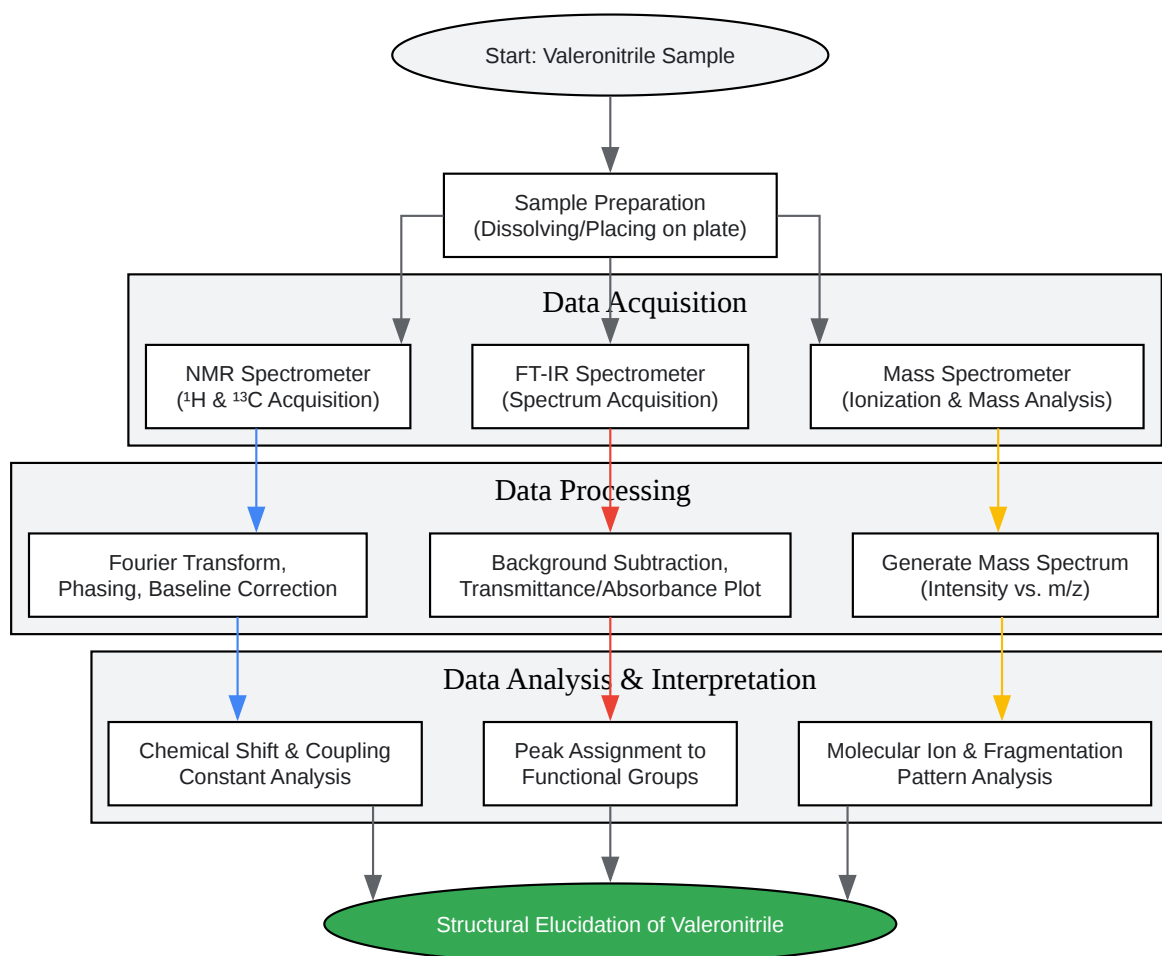 Start: Valeronitrile Sample
Sample Preparation
(Dissolving/Placing on plate)
Data Acquisition
NMR Spectrometer
(¹H & ¹³C Acquisition)
FT-IR Spectrometer
(Spectrum Acquisition)
Mass Spectrometer
(Ionization & Mass Analysis)
Data Processing
Fourier Transform,
Phasing, Baseline Correction
Background Subtraction,
Transmittance/Absorbance Plot
Generate Mass Spectrum
(Intensity vs. m/z)
Data Analysis & Interpretation
Chemical Shift & Coupling
Constant Analysis
Peak Assignment to
Functional Groups
Molecular Ion & Fragmentation
Pattern Analysis
Structural Elucidation of Valeronitrile